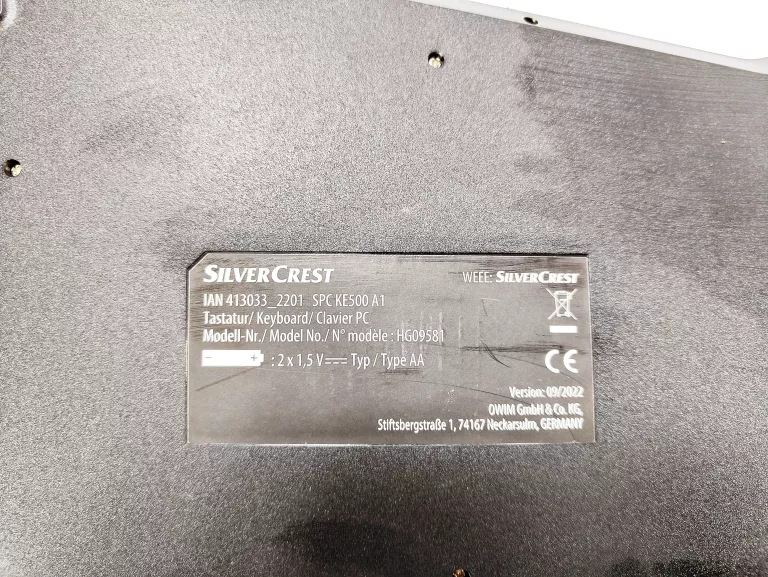 SILVERCREST
WEEE: SILVERCREST
IAN 413033_2201 SPC KE500 A1
Tastatur/ Keyboard/ Clavier PC
Modell-Nr./ Model No./ N° modèle : HG09581
− + : 2 x 1,5 V⎓ Typ / Type AA
CE
Version: 09/2022
OWIM GmbH & Co. KG,
Stiftsbergstraße 1, 74167 Neckarsulm, GERMANY